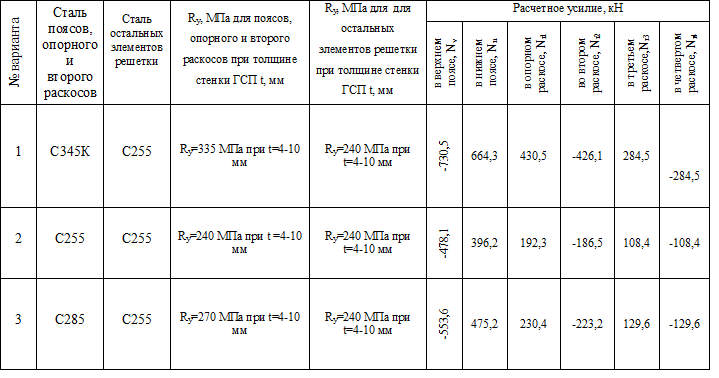 № варианта
Сталь
поясов,
опорного
и
второго
раскосов
Сталь
остальных
элементов
решетки
Rу, МПа для поясов,
опорного и второго
раскосов при толщине
стенки ГСП t, мм
Rу, МПа для для
остальных
элементов решетки
при толщине стенки
ГСП t, мм
Расчетное усилие, кН
в верхнем
поясе, Nv
в нижнем
поясе, Nn
в опорном
раскосе, Nd1
во втором
раскосе, Nd2
в третьем
раскосе,Nd3
в четвертом
раскосе, Nd4
1
С345К
С255
Rу=335 МПа при t=4-10
мм
Rу=240 МПа при
t=4-10 мм
-730,5
664,3
430,5
-426,1
284,5
-284,5
2
С255
С255
Rу=240 МПа при t =4-10
мм
Rу=240 МПа при
t=4-10 мм
-478,1
396,2
192,3
-186,5
108,4
-108,4
3
С285
С255
Rу=270 МПа при t=4-10
мм
Rу=240 МПа при
t=4-10 мм
-553,6
475,2
230,4
-223,2
129,6
-129,6